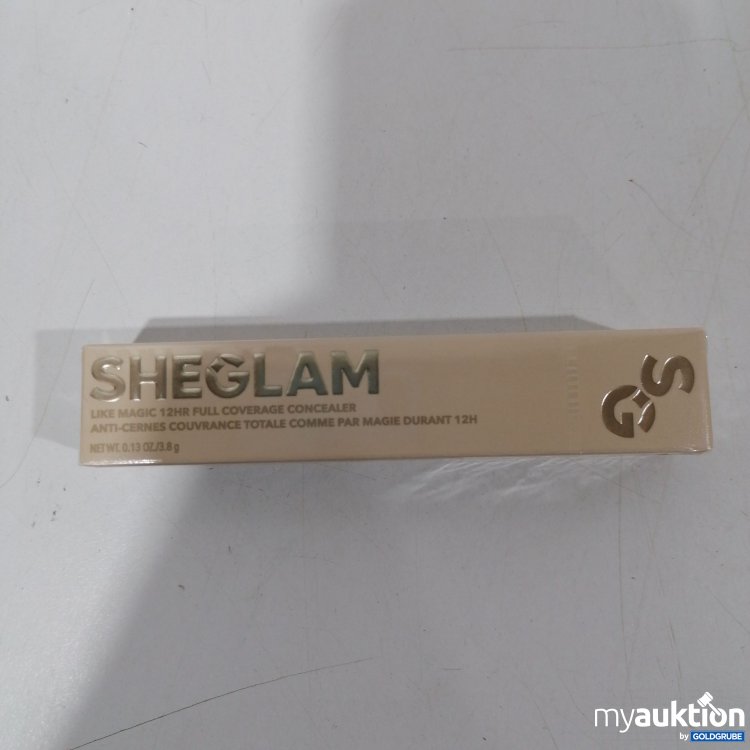 SHEGLAM
LIKE MAGIC 12HR FULL COVERAGE CONCEALER
ANTI-CERNES COUVRANCE TOTALE COMME PAR MAGIE DURANT 12H
NET WT. 0.13 OZ./3.8 g
GS
myauktion
by GOLDGRUBE